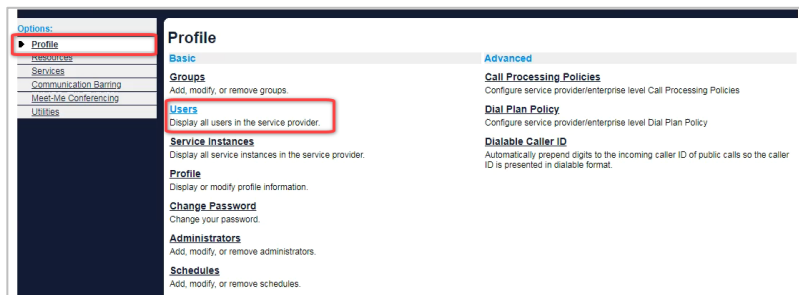 Options:
Profile
Resources
Services
Communication Barring
Meet-Me Conferencing
Utilities
Profile
Basic
Groups
Add, modify, or remove groups.
Users
Display all users in the service provider.
Service Instances
Display all service instances in the service provider.
Profile
Display or modify profile information.
Change Password
Change your password.
Administrators
Add, modify, or remove administrators.
Schedules
Add, modify, or remove schedules.
Advanced
Call Processing Policies
Configure service provider/enterprise level Call Processing Policies
Dial Plan Policy
Configure service provider/enterprise level Dial Plan Policy
Dialable Caller ID
Automatically prepend digits to the incoming caller ID of public calls so the caller
ID is presented in dialable format.